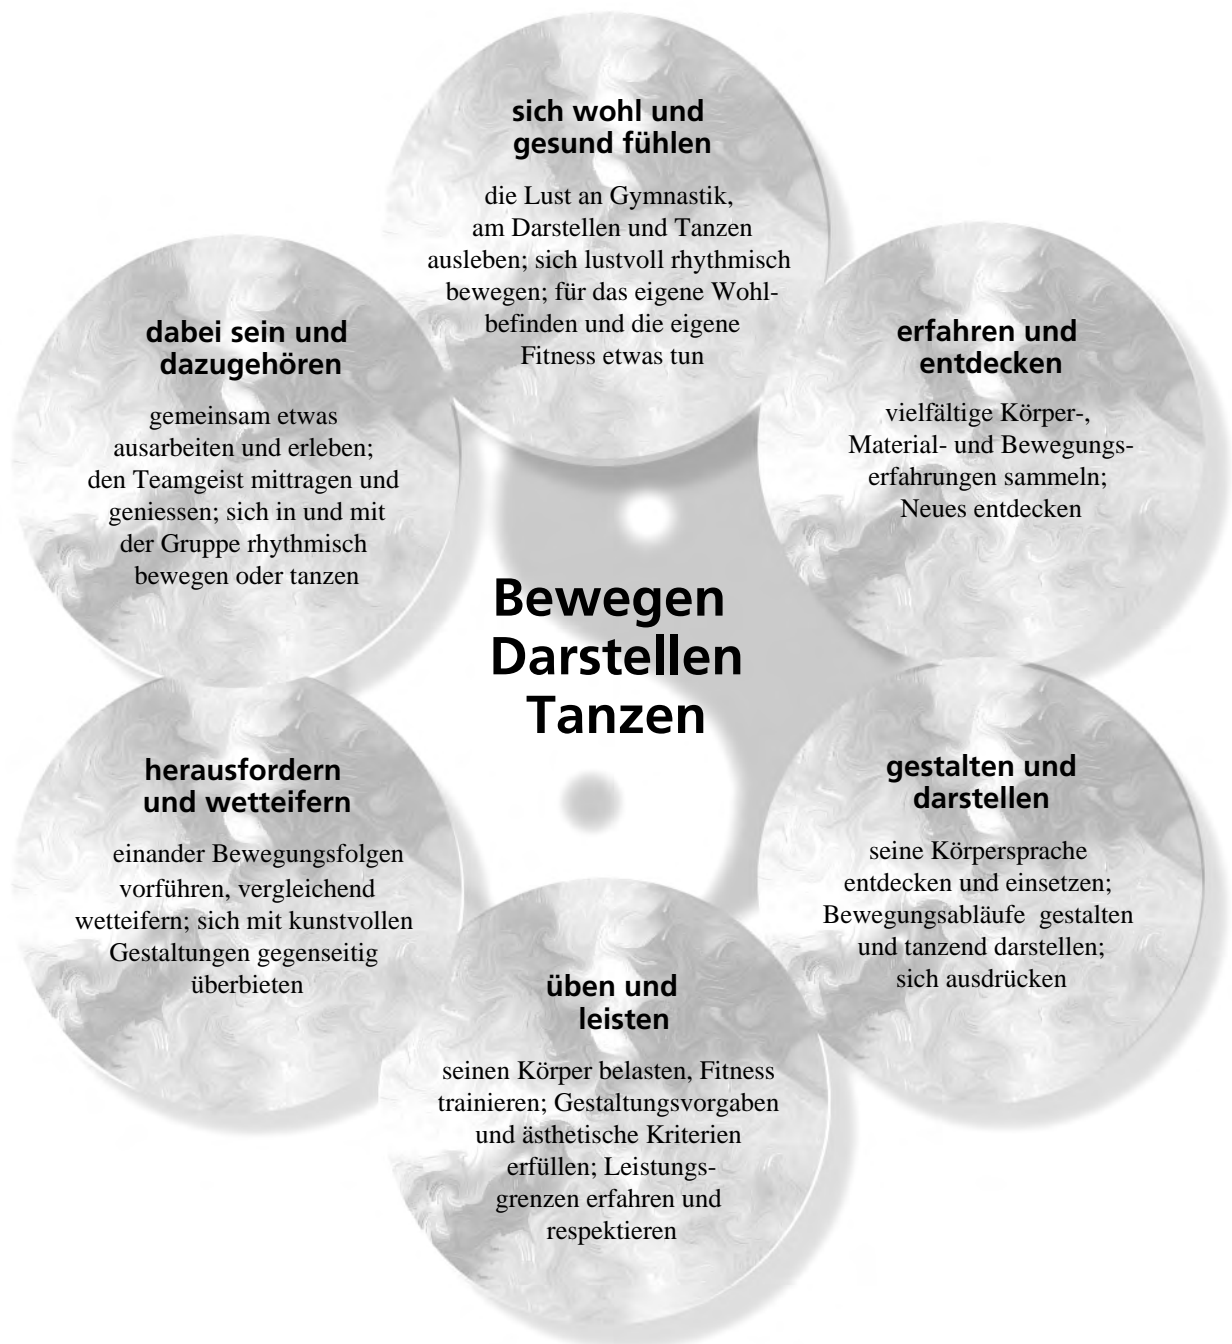 sich wohl und
gesund fühlen
die Lust an Gymnastik,
am Darstellen und Tanzen
ausleben; sich lustvoll rhythmisch
bewegen; für das eigene Wohl-
befinden und die eigene
Fitness etwas tun
erfahren und
entdecken
vielfältige Körper-,
Material- und Bewegungs-
erfahrungen sammeln;
Neues entdecken
gestalten und
darstellen
seine Körpersprache
entdecken und einsetzen;
Bewegungsabläufe gestalten
und tanzend darstellen;
sich ausdrücken
üben und
leisten
seinen Körper belasten, Fitness
trainieren; Gestaltungsvorgaben
und ästhetische Kriterien
erfüllen; Leistungs-
grenzen erfahren und
respektieren
herausfordern
und wetteifern
einander Bewegungsfolgen
vorführen, vergleichend
wetteifern; sich mit kunstvollen
Gestaltungen gegenseitig
überbieten
dabei sein und
dazugehören
gemeinsam etwas
ausarbeiten und erleben;
den Teamgeist mittragen und
geniessen; sich in und mit
der Gruppe rhythmisch
bewegen oder tanzen
Bewegen
Darstellen
Tanzen